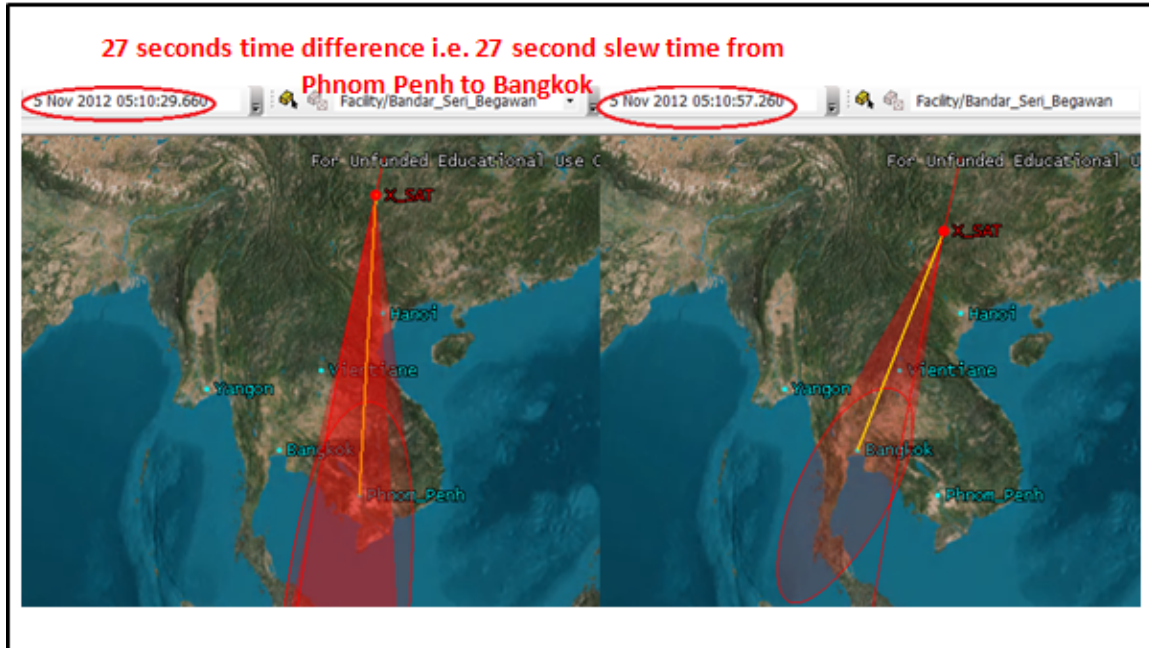 27 seconds time difference i.e. 27 second slew time from
Phnom Penh to Bangkok
5 Nov 2012 05:10:29.660
Facility/Bandar_Seri_Begawan
5 Nov 2012 05:10:57.260
Facility/Bandar_Seri_Begawan
For Unfunded Educational Use
X_SAT
Hanoi
Vientiane
Yangon
Bangkok
Phnom_Penh
For Unfunded Educational
X_SAT
Hanoi
Vientiane
Yangon
Bangkok
Phnom_Penh